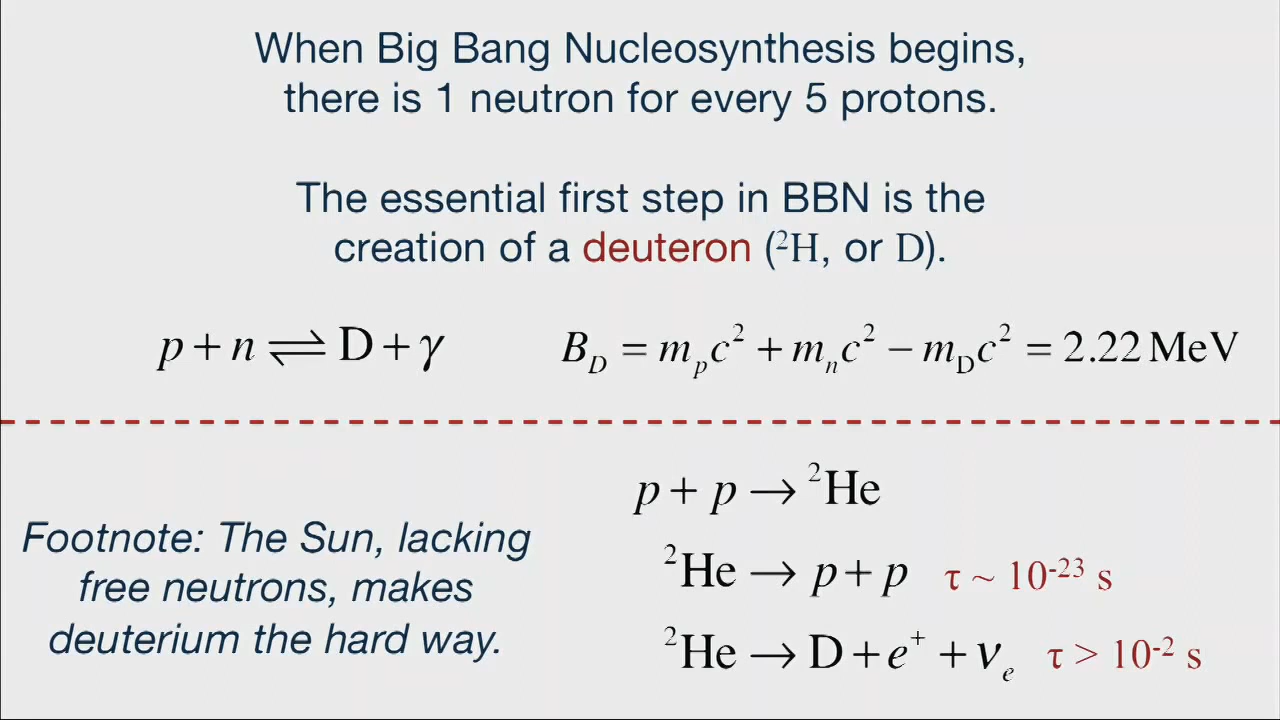 When Big Bang Nucleosynthesis begins,
there is 1 neutron for every 5 protons.
The essential first step in BBN is the
creation of a deuteron (²H, or D).
p + n ⇌ D + γ
B_D = m_p c² + m_n c² − m_D c² = 2.22 MeV
Footnote: The Sun, lacking
free neutrons, makes
deuterium the hard way.
p + p → ²He
²He → p + p τ ~ 10⁻²³ s
²He → D + e⁺ + ν_e τ > 10⁻² s